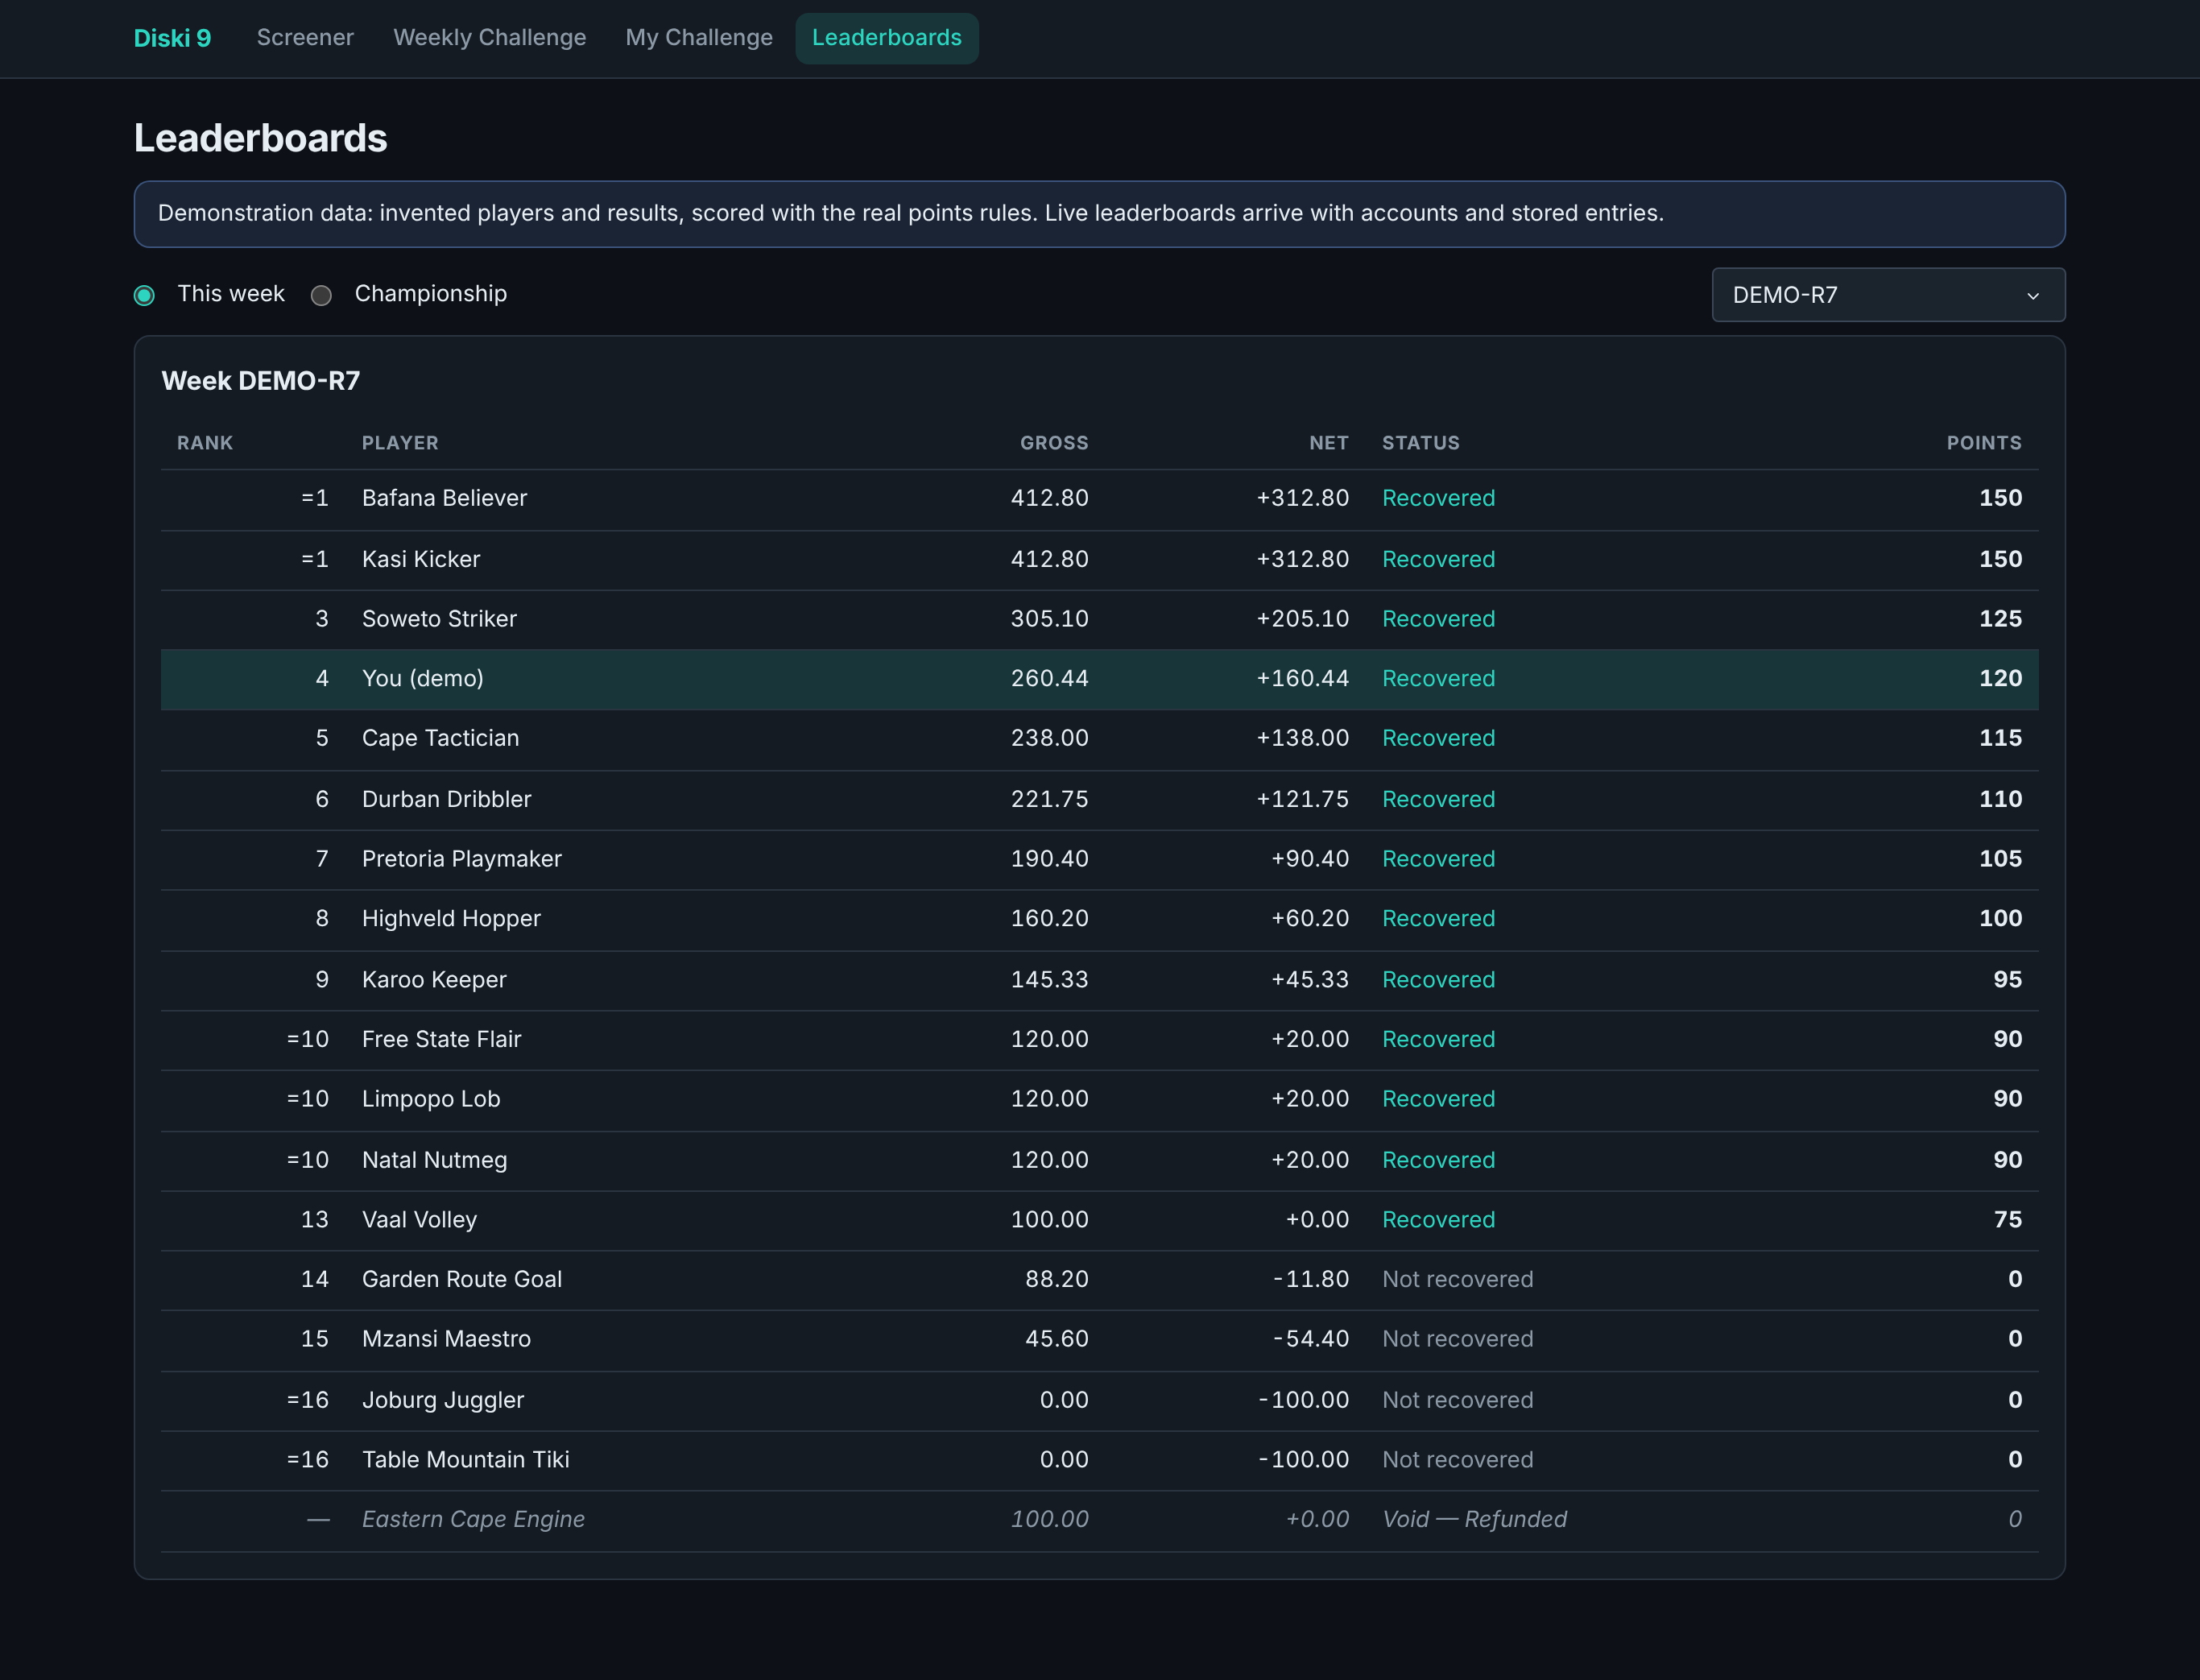 Diski 9 Screener Weekly Challenge My Challenge Leaderboards
Leaderboards
Demonstration data: invented players and results, scored with the real points rules. Live leaderboards arrive with accounts and stored entries.
This week Championship DEMO-R7
Week DEMO-R7
RANK PLAYER GROSS NET STATUS POINTS
=1 Bafana Believer 412.80 +312.80 Recovered 150
=1 Kasi Kicker 412.80 +312.80 Recovered 150
3 Soweto Striker 305.10 +205.10 Recovered 125
4 You (demo) 260.44 +160.44 Recovered 120
5 Cape Tactician 238.00 +138.00 Recovered 115
6 Durban Dribbler 221.75 +121.75 Recovered 110
7 Pretoria Playmaker 190.40 +90.40 Recovered 105
8 Highveld Hopper 160.20 +60.20 Recovered 100
9 Karoo Keeper 145.33 +45.33 Recovered 95
=10 Free State Flair 120.00 +20.00 Recovered 90
=10 Limpopo Lob 120.00 +20.00 Recovered 90
=10 Natal Nutmeg 120.00 +20.00 Recovered 90
13 Vaal Volley 100.00 +0.00 Recovered 75
14 Garden Route Goal 88.20 -11.80 Not recovered 0
15 Mzansi Maestro 45.60 -54.40 Not recovered 0
=16 Joburg Juggler 0.00 -100.00 Not recovered 0
=16 Table Mountain Tiki 0.00 -100.00 Not recovered 0
— Eastern Cape Engine 100.00 +0.00 Void — Refunded 0